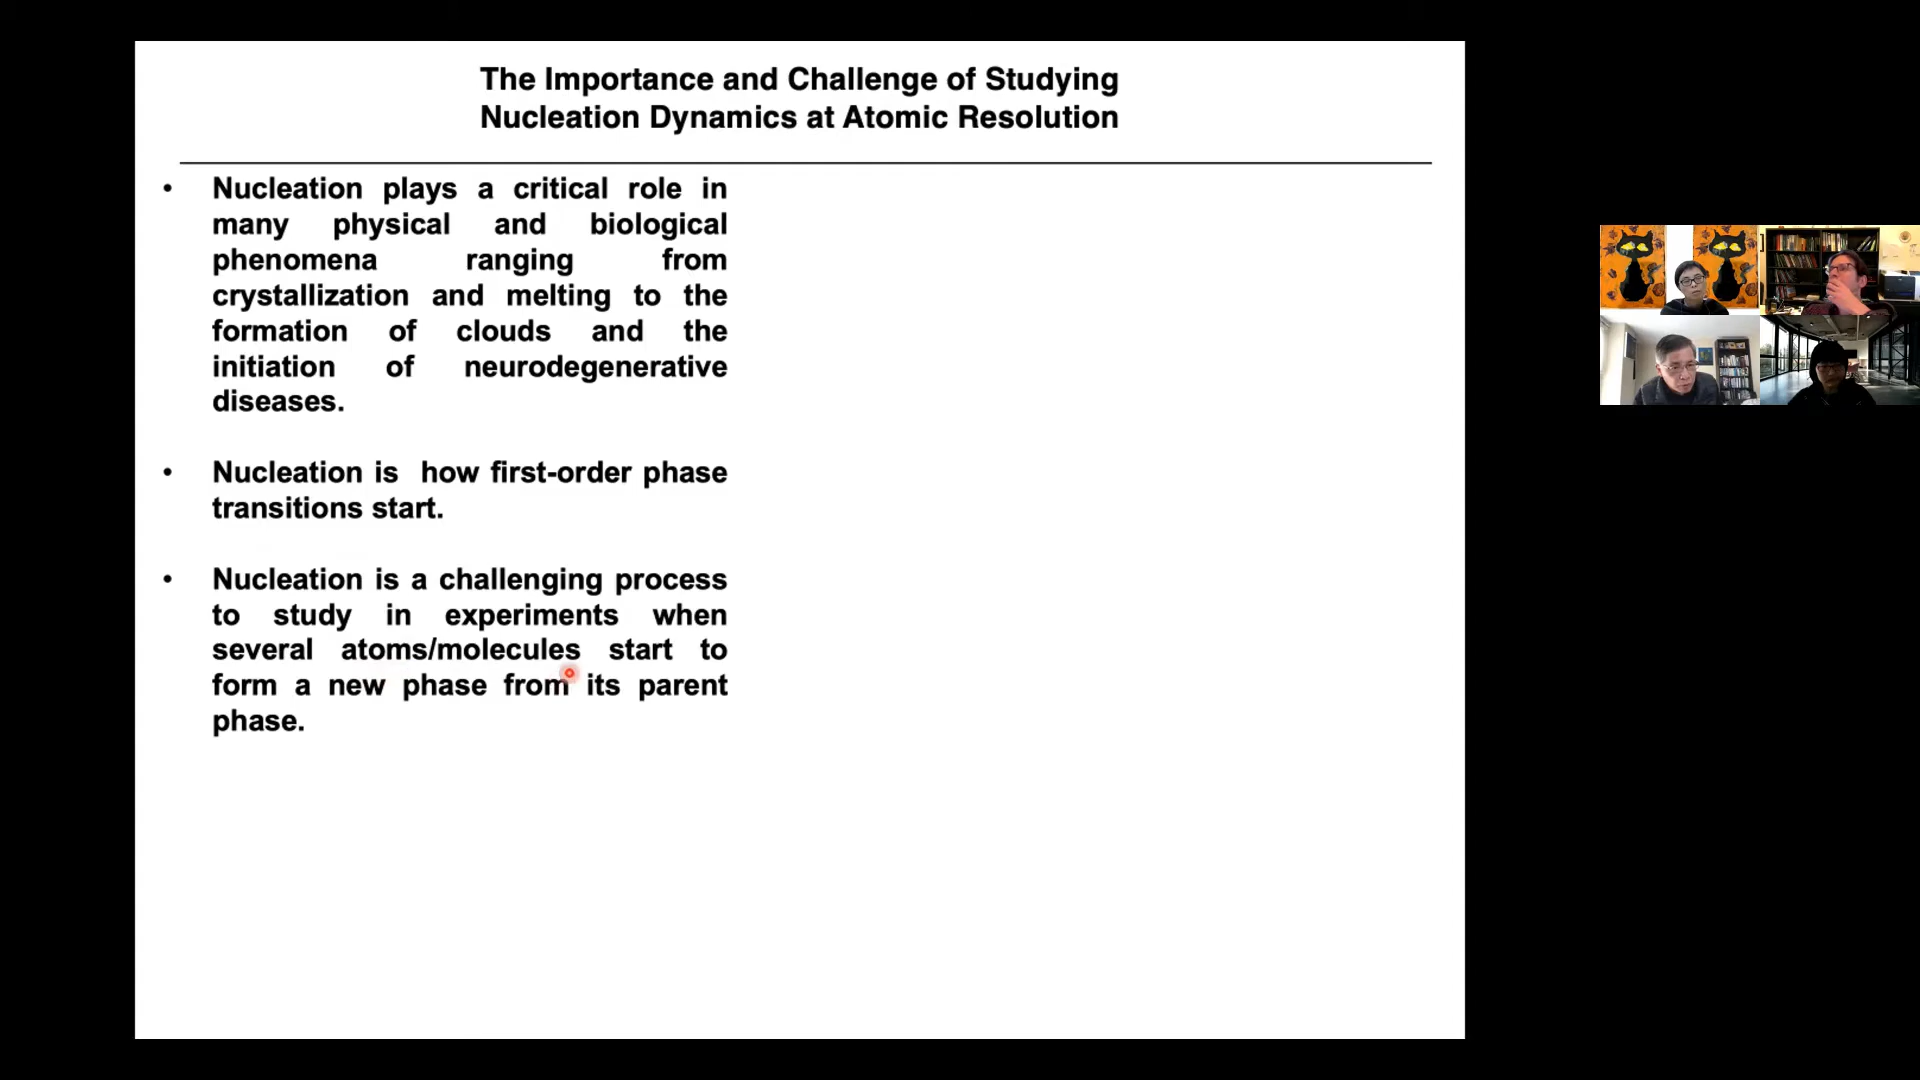 The Importance and Challenge of Studying
Nucleation Dynamics at Atomic Resolution
• Nucleation plays a critical role in
many physical and biological
phenomena ranging from
crystallization and melting to the
formation of clouds and the
initiation of neurodegenerative
diseases.
• Nucleation is how first-order phase
transitions start.
• Nucleation is a challenging process
to study in experiments when
several atoms/molecules start to
form a new phase from its parent
phase.